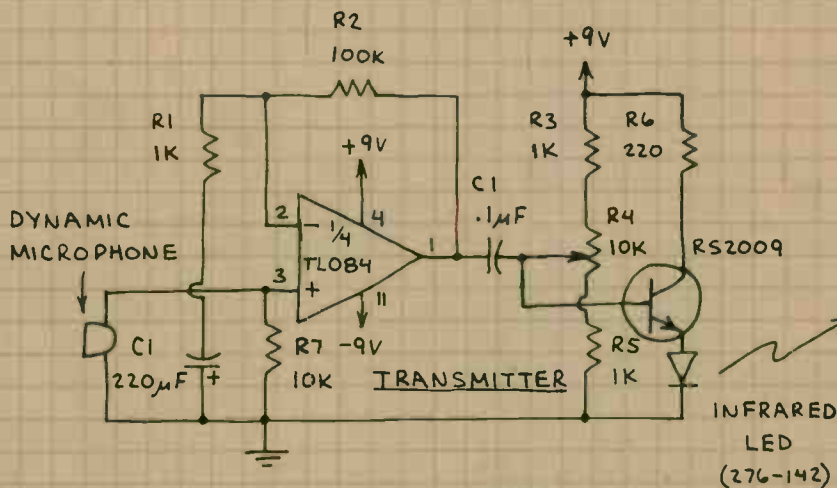 R2
100K
+9V
R1
1K
R3
1K
R6
220
+9V
C1
.1µF
DYNAMIC
MICROPHONE
2
-
1/4
TL084
4
1
R4
10K
RS2009
3
+
11
-9V
C1
220µF
+
R7
10K
TRANSMITTER
R5
1K
INFRARED
LED
(276-142)